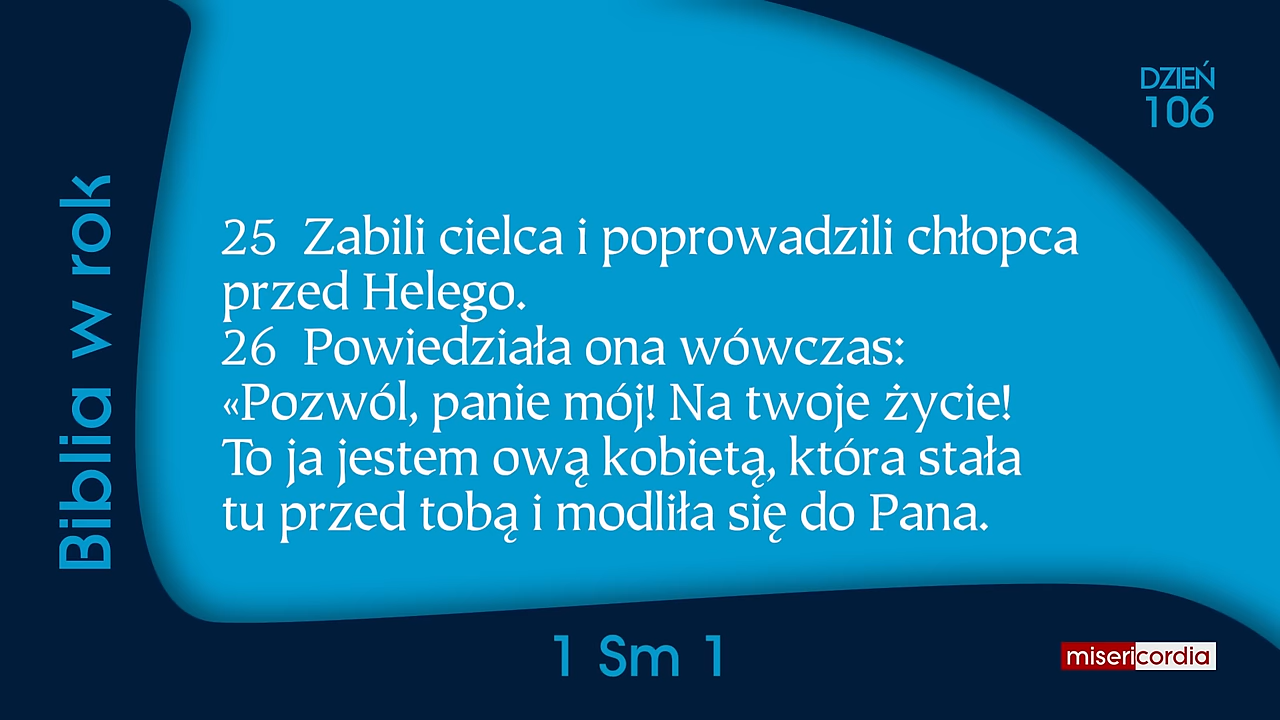 DZIEŃ
106
Biblia w rok
25 Zabili cielca i poprowadzili chłopca
przed Helego.
26 Powiedziała ona wówczas:
«Pozwól, panie mój! Na twoje życie!
To ja jestem ową kobietą, która stała
tu przed tobą i modliła się do Pana.
1 Sm 1
misericordia